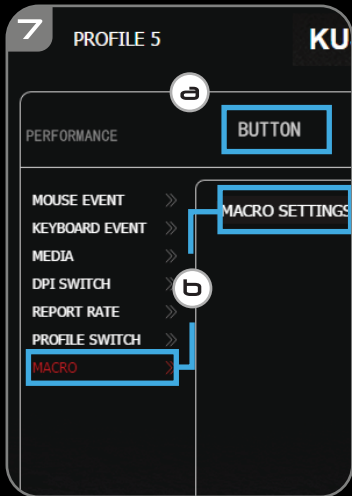 7
PROFILE 5
KU
a
PERFORMANCE
BUTTON
MOUSE EVENT
KEYBOARD EVENT
MEDIA
DPI SWITCH
REPORT RATE
PROFILE SWITCH
MACRO
MACRO SETTINGS
b